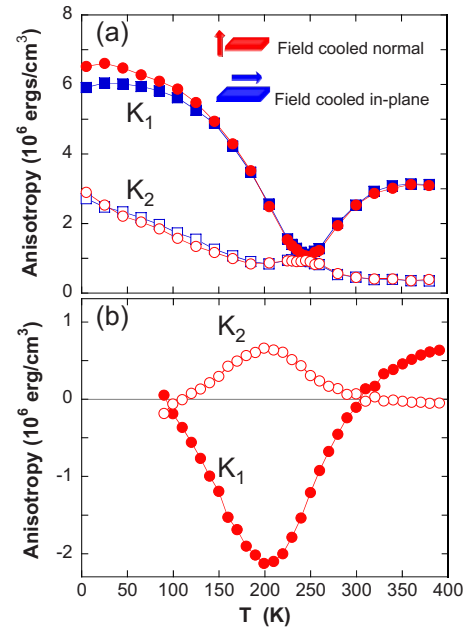 (a)
Field cooled normal
Field cooled in-plane
K1
K2
Anisotropy (10^6 ergs/cm^3)
8
6
4
2
0
(b)
K2
K1
Anisotropy (10^6 erg/cm^3)
1
0
-1
-2
0 50 100 150 200 250 300 350 400
T (K)